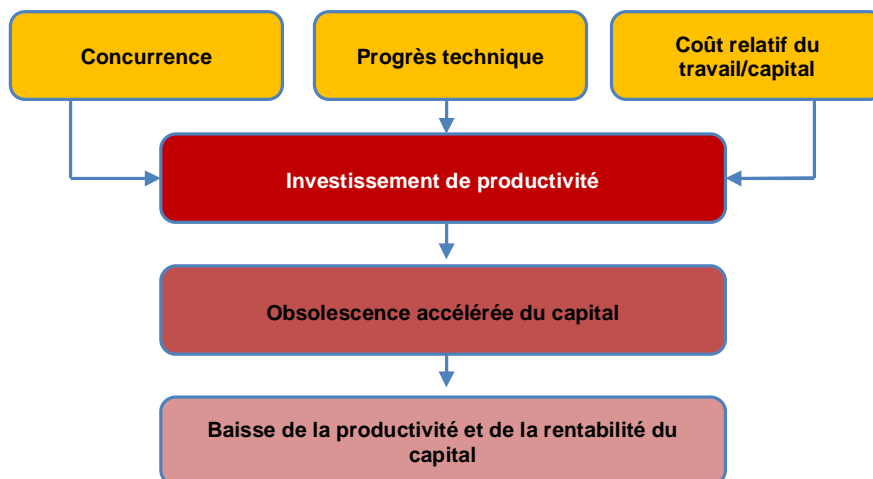 Concurrence
Progrès technique
Coût relatif du
travail/capital
Investissement de productivité
Obsolescence accélérée du capital
Baisse de la productivité et de la rentabilité du
capital